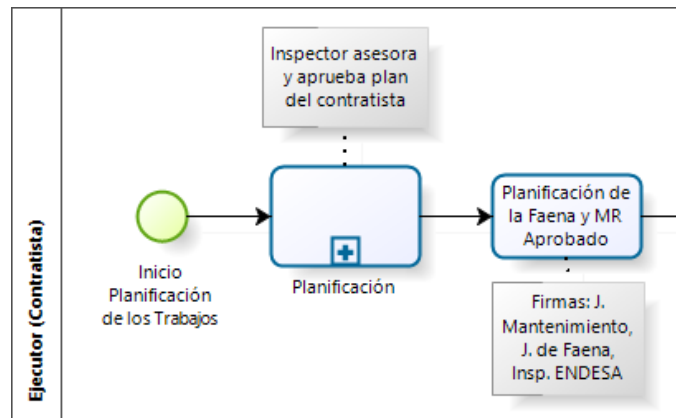 Ejecutor (Contratista)
Inspector asesora
y aprueba plan
del contratista
Inicio
Planificación
de los Trabajos
Planificación
Planificación de
la Faena y MR
Aprobado
Firmas: J.
Mantenimiento,
J. de Faena,
Insp. ENDESA